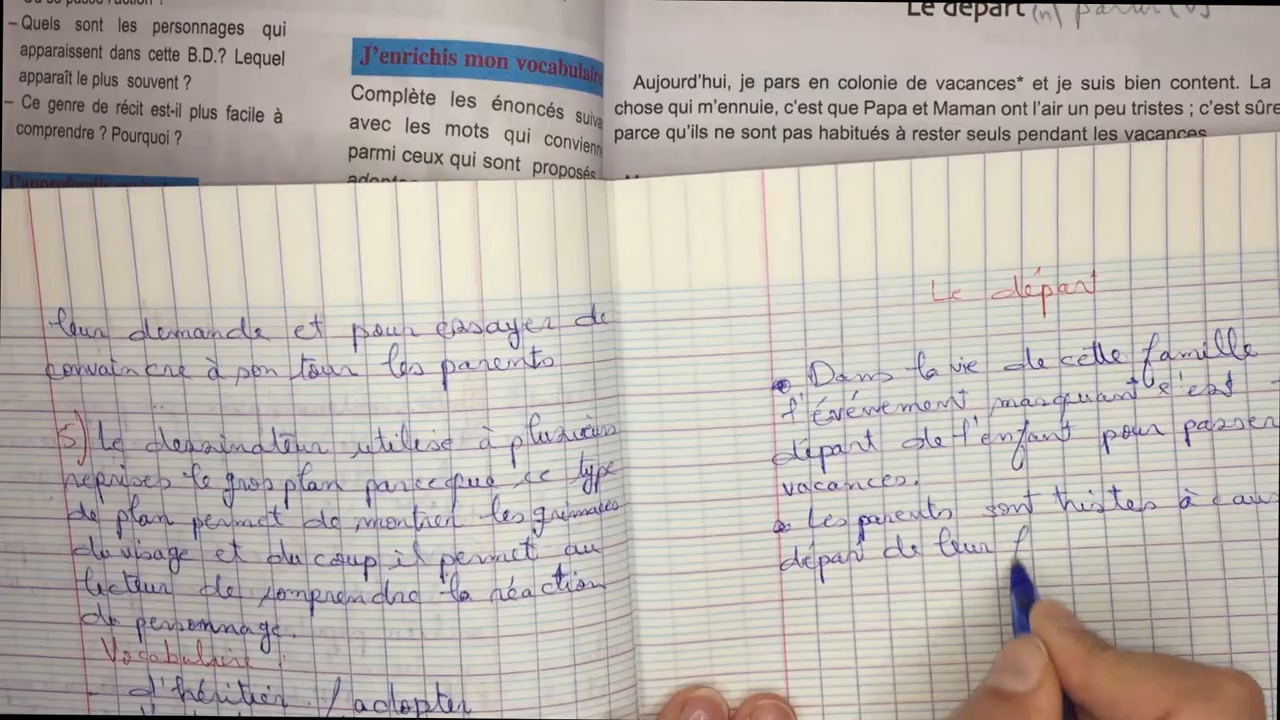 – Quels sont les personnages qui
apparaissent dans cette B.D.? Lequel
apparaît le plus souvent ?
– Ce genre de récit est-il plus facile à
comprendre ? Pourquoi ?
J'enrichis mon vocabulaire
Complète les énoncés suiva
avec les mots qui convienn
parmi ceux qui sont proposés
Le départ (n)
Aujourd'hui, je pars en colonie de vacances* et je suis bien content. La
chose qui m'ennuie, c'est que Papa et Maman ont l'air un peu tristes ; c'est sûre
parce qu'ils ne sont pas habitués à rester seuls pendant les vacances
leur demande et pour essayer de
convaincre à son tour les parents
5) Le dessinateur utilise à plusieurs
reprises le gros plan parceque ce type
de plan permet de montrer les grimaces
du visage et du coup il permet au
lecteur de comprendre la réaction
du personnage.
Vocabulaire :
- d'hériter / adopter
Le départ
Dans la vie de cette famille
l'événement marquant c'est
départ de l'enfant pour passer
vacances.
Les parents sont tristes à cau
départ de leur f